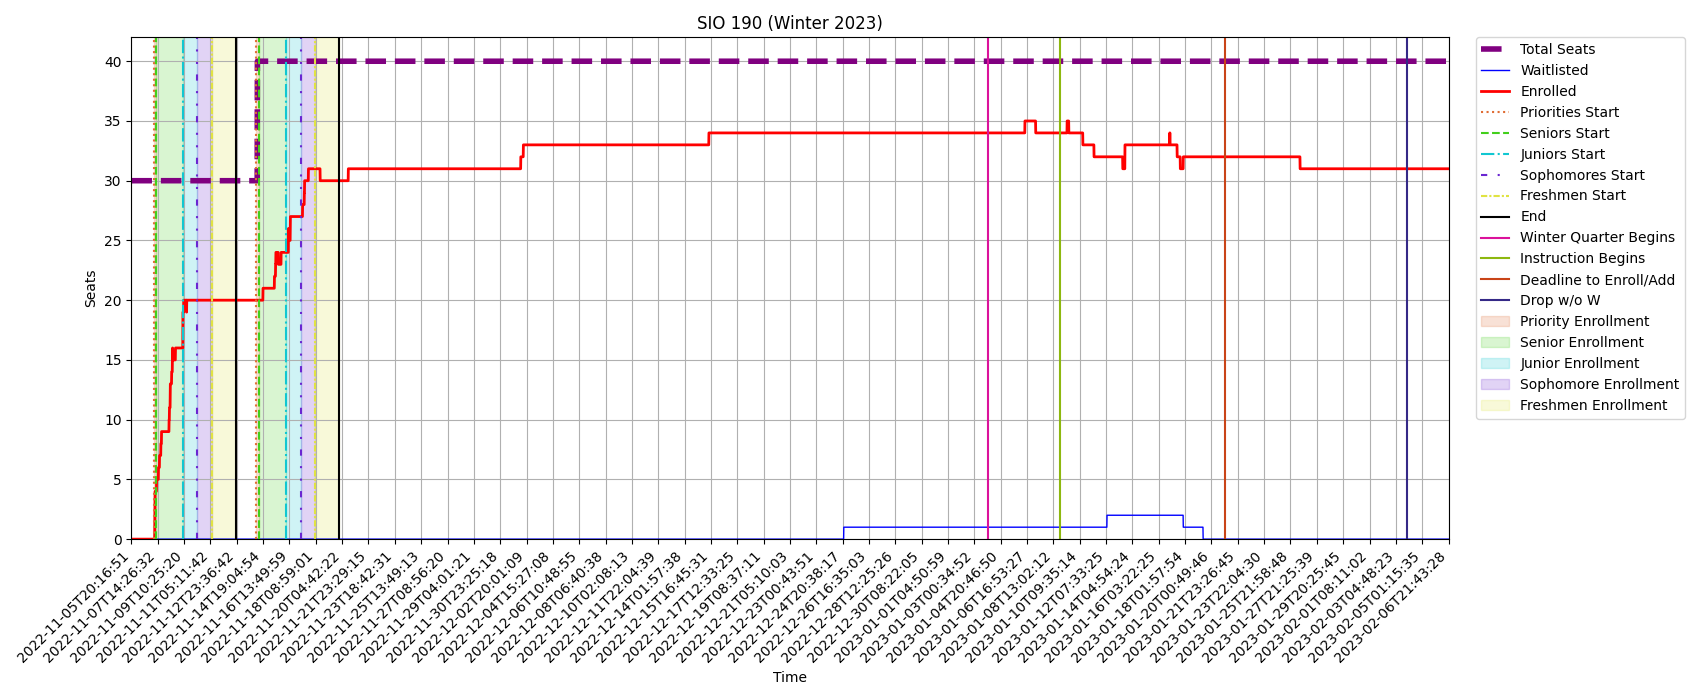 SIO 190 (Winter 2023)
Seats
40
35
30
25
20
15
10
5
0
2022-11-05T20:16:51
2022-11-07T14:26:32
2022-11-09T10:25:20
2022-11-11T05:11:42
2022-11-12T23:36:42
2022-11-14T19:04:54
2022-11-16T13:49:59
2022-11-18T08:59:01
2022-11-20T04:42:22
2022-11-21T23:29:15
2022-11-23T18:42:31
2022-11-25T13:49:13
2022-11-27T08:56:20
2022-11-29T04:01:21
2022-11-30T23:25:18
2022-12-02T20:01:09
2022-12-04T15:27:08
2022-12-06T10:48:55
2022-12-08T06:40:38
2022-12-10T02:08:13
2022-12-11T22:04:39
2022-12-14T01:57:38
2022-12-15T16:45:31
2022-12-17T12:33:25
2022-12-19T08:37:11
2022-12-21T05:10:03
2022-12-23T00:43:51
2022-12-24T20:38:17
2022-12-26T16:35:03
2022-12-28T12:25:26
2022-12-30T08:22:05
2023-01-01T04:50:59
2023-01-03T00:34:52
2023-01-04T20:46:50
2023-01-06T16:53:27
2023-01-08T13:02:12
2023-01-10T09:35:14
2023-01-12T07:33:25
2023-01-14T04:54:24
2023-01-16T03:22:25
2023-01-18T01:57:54
2023-01-20T00:49:46
2023-01-21T23:26:45
2023-01-23T22:04:30
2023-01-25T21:58:48
2023-01-27T21:25:39
2023-01-29T20:25:45
2023-02-01T08:11:02
2023-02-03T04:48:23
2023-02-05T01:15:35
2023-02-06T21:43:28
Time
Total Seats
Waitlisted
Enrolled
Priorities Start
Seniors Start
Juniors Start
Sophomores Start
Freshmen Start
End
Winter Quarter Begins
Instruction Begins
Deadline to Enroll/Add
Drop w/o W
Priority Enrollment
Senior Enrollment
Junior Enrollment
Sophomore Enrollment
Freshmen Enrollment